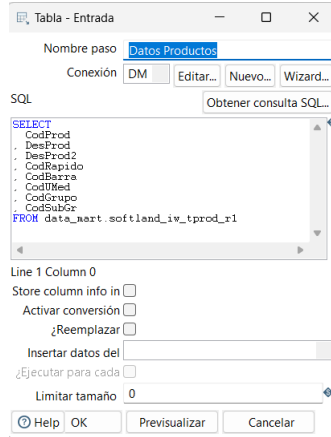 Tabla - Entrada
Nombre paso Datos Productos
Conexión DM Editar... Nuevo... Wizard...
SQL Obtener consulta SQL...
SELECT
CodProd
, DesProd
, DesProd2
, CodRapido
, CodBarra
, CodUMed
, CodGrupo
, CodSubGr
FROM data_mart.softland_iw_tprod_r1
Line 1 Column 0
Store column info in
Activar conversión
¿Reemplazar
Insertar datos del
¿Ejecutar para cada
Limitar tamaño 0
Help OK Previsualizar Cancelar